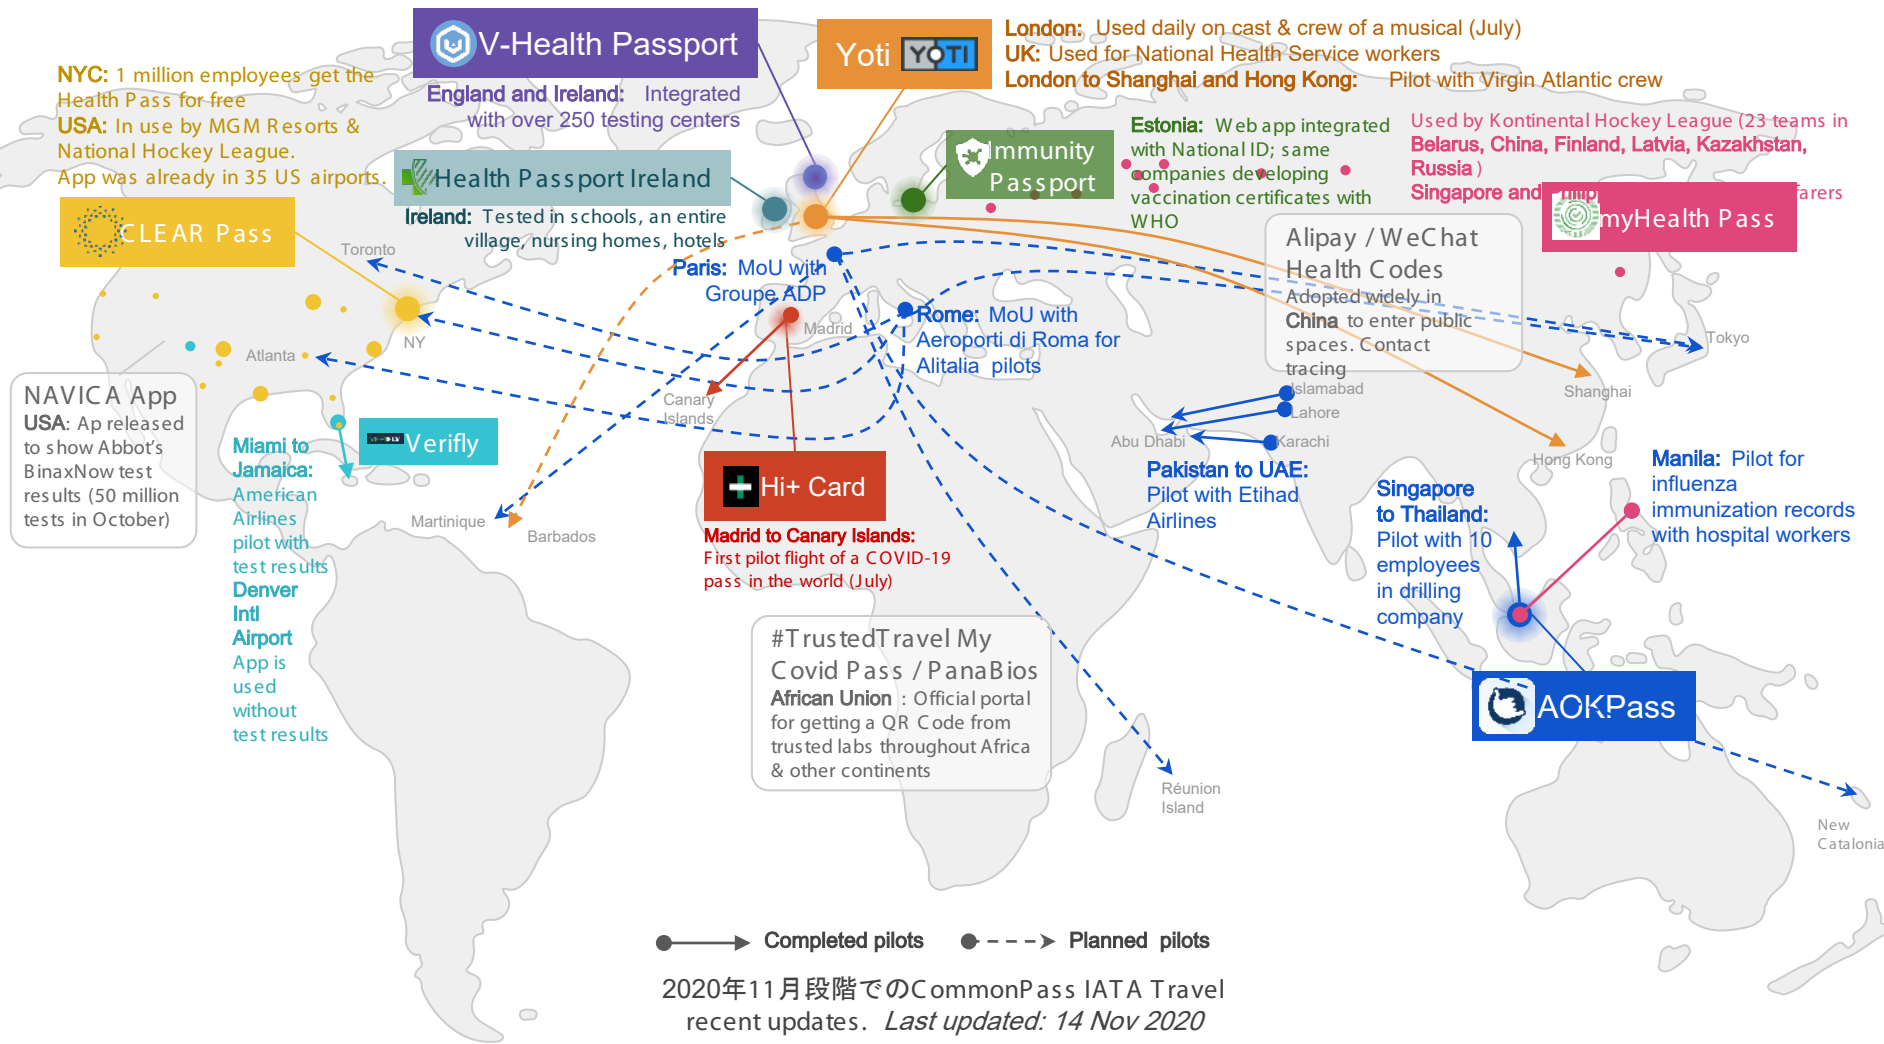 V-Health Passport
England and Ireland: Integrated
with over 250 testing centers
Yoti YOTI
London: Used daily on cast & crew of a musical (July)
UK: Used for National Health Service workers
London to Shanghai and Hong Kong: Pilot with Virgin Atlantic crew
NYC: 1 million employees get the
Health Pass for free
USA: In use by MGM Resorts &
National Hockey League.
App was already in 35 US airports.
CLEAR Pass
Health Passport Ireland
Ireland: Tested in schools, an entire
village, nursing homes, hotels
Immunity
Passport
Estonia: Web app integrated
with National ID; same
companies developing
vaccination certificates with
WHO
Used by Kontinental Hockey League (23 teams in
Belarus, China, Finland, Latvia, Kazakhstan,
Russia )
Singapore and Philip farers
myHealth Pass
Alipay / WeChat
Health Codes
Adopted widely in
China to enter public
spaces. Contact
tracing
Toronto
NY
Atlanta
Paris: MoU with
Groupe ADP
Madrid
Rome: MoU with
Aeroporti di Roma for
Alitalia pilots
Canary
Islands
Tokyo
Shanghai
Hong Kong
Islamabad
Lahore
Karachi
Abu Dhabi
Pakistan to UAE:
Pilot with Etihad
Airlines
NAVICA App
USA: Ap released
to show Abbot's
BinaxNow test
results (50 million
tests in October)
Verifly
Miami to
Jamaica:
American
Airlines
pilot with
test results
Denver
Intl
Airport
App is
used
without
test results
Martinique
Barbados
Hi+ Card
Madrid to Canary Islands:
First pilot flight of a COVID-19
pass in the world (July)
#TrustedTravel My
Covid Pass / PanaBios
African Union : Official portal
for getting a QR Code from
trusted labs throughout Africa
& other continents
Singapore
to Thailand:
Pilot with 10
employees
in drilling
company
Manila: Pilot for
influenza
immunization records
with hospital workers
AOKPass
Réunion
Island
New
Catalonia
Completed pilots
Planned pilots
2020年11月段階でのCommonPass IATA Travel
recent updates. Last updated: 14 Nov 2020